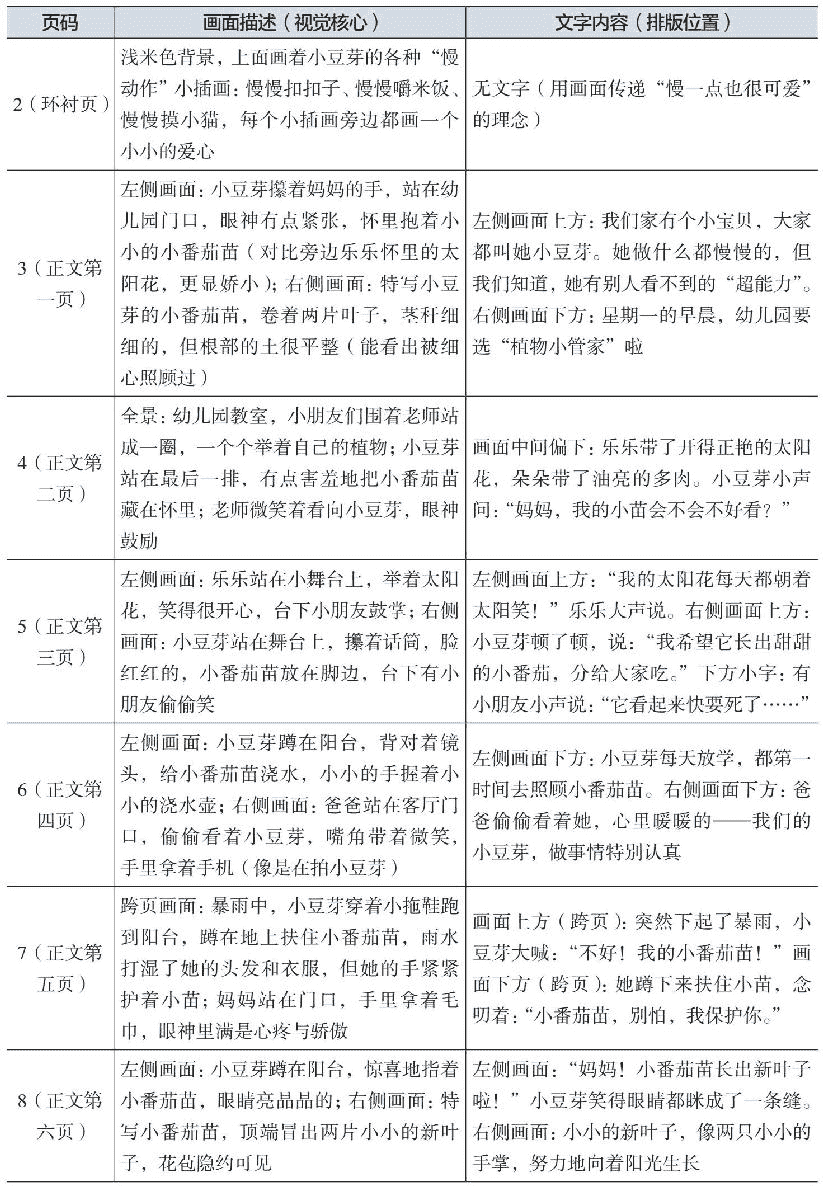 页码 画面描述（视觉核心） 文字内容（排版位置）
2（环衬页）
浅米色背景，上面画着小豆芽的各种“慢
动作”小插画：慢慢扣扣子、慢慢嚼米饭、
慢慢摸小猫，每个小插画旁边都画一个
小小的爱心
无文字（用画面传递“慢一点也很可爱”
的理念）
3（正文第
一页）
左侧画面：小豆芽攥着妈妈的手，站在幼
儿园门口，眼神有点紧张，怀里抱着小
小的小番茄苗（对比旁边乐乐怀里的太
阳花，更显娇小）；右侧画面：特写小豆
芽的小番茄苗，卷着两片叶子，茎秆细
细的，但根部的土很平整（能看出被细
心照顾过）
左侧画面上方：我们家有个小宝贝，大家
都叫她小豆芽。她做什么都慢慢的，但
我们知道，她有别人看不到的“超能力”。
右侧画面下方：星期一的早晨，幼儿园要
选“植物小管家”啦
4（正文第
二页）
全景：幼儿园教室，小朋友们围着老师站
成一圈，一个个举着自己的植物；小豆芽
站在最后一排，有点害羞地把小番茄苗
藏在怀里；老师微笑着看向小豆芽，眼神
鼓励
画面中间偏下：乐乐带了开得正艳的太阳
花，朵朵带了油亮的多肉。小豆芽小声
问：“妈妈，我的小苗会不会不好看？”
5（正文第
三页）
左侧画面：乐乐站在小舞台上，举着太阳
花，笑得很开心，台下小朋友鼓掌；右侧
画面：小豆芽站在舞台上，攥着话筒，脸
红红的，小番茄苗放在脚边，台下有小
朋友偷偷笑
左侧画面上方：“我的太阳花每天都朝着
太阳笑！”乐乐大声说。右侧画面上方：
小豆芽顿了顿，说：“我希望它长出甜甜
的小番茄，分给大家吃。”下方小字：有
小朋友小声说：“它看起来快要死了……”
6（正文第
四页）
左侧画面：小豆芽蹲在阳台，背对着镜
头，给小番茄苗浇水，小小的手握着小
小的浇水壶；右侧画面：爸爸站在客厅门
口，偷偷看着小豆芽，嘴角带着微笑，
手里拿着手机（像是在拍小豆芽）
左侧画面下方：小豆芽每天放学，都第一
时间去照顾小番茄苗。右侧画面下方：爸
爸偷偷看着她，心里暖暖的——我们的
小豆芽，做事情特别认真
7（正文第
五页）
跨页画面：暴雨中，小豆芽穿着小拖鞋跑
到阳台，蹲在地上扶住小番茄苗，雨水
打湿了她的头发和衣服，但她的手紧紧
护着小苗；妈妈站在门口，手里拿着毛
巾，眼神里满是心疼与骄傲
画面上方（跨页）：突然下起了暴雨，小
豆芽大喊：“不好！我的小番茄苗！”画
面下方（跨页）：她蹲下来扶住小苗，念
叨着：“小番茄苗，别怕，我保护你。”
8（正文第
六页）
左侧画面：小豆芽蹲在阳台，惊喜地指着
小番茄苗，眼睛亮晶晶的；右侧画面：特
写小番茄苗，顶端冒出两片小小的新叶
子，花苞隐约可见
左侧画面：“妈妈！小番茄苗长出新叶子
啦！”小豆芽笑得眼睛都眯成了一条缝。
右侧画面：小小的新叶子，像两只小小的
手掌，努力地向着阳光生长